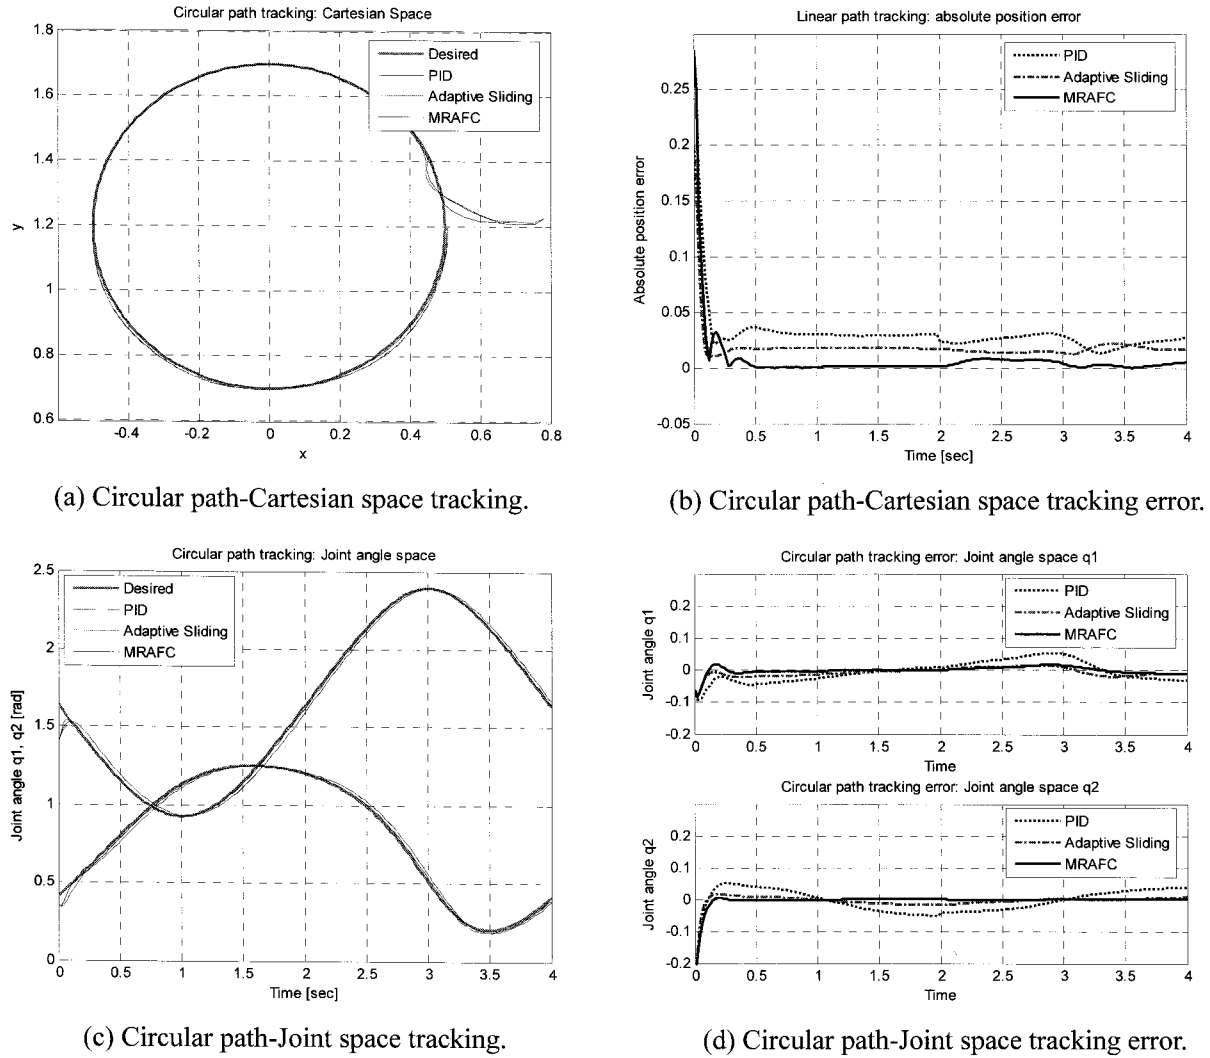 Circular path tracking: Cartesian Space
1.8
1.6
1.4
1.2
1
0.8
0.6
y
Desired
PID
Adaptive Sliding
MRAFC
-0.4 -0.2 0 0.2 0.4 0.6 0.8
x
(a) Circular path-Cartesian space tracking.
Linear path tracking: absolute position error
0.25
0.2
0.15
0.1
0.05
0
-0.05
Absolute position error
PID
Adaptive Sliding
MRAFC
0 0.5 1 1.5 2 2.5 3 3.5 4
Time [sec]
(b) Circular path-Cartesian space tracking error.
Circular path tracking: Joint angle space
2.5
2
1.5
1
0.5
0
Joint angle q1, q2 [rad]
Desired
PID
Adaptive Sliding
MRAFC
0 0.5 1 1.5 2 2.5 3 3.5 4
Time [sec]
(c) Circular path-Joint space tracking.
Circular path tracking error: Joint angle space q1
0.2
0.1
0
-0.1
-0.2
Joint angle q1
PID
Adaptive Sliding
MRAFC
0 0.5 1 1.5 2 2.5 3 3.5 4
Time
Circular path tracking error: Joint angle space q2
0.2
0.1
0
-0.1
-0.2
Joint angle q2
PID
Adaptive Sliding
MRAFC
0 0.5 1 1.5 2 2.5 3 3.5 4
Time
(d) Circular path-Joint space tracking error.